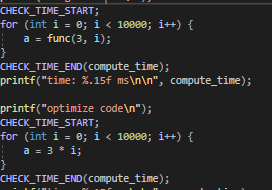 CHECK_TIME_START;
for (int i = 0; i < 10000; i++) {
    a = func(3, i);
}
CHECK_TIME_END(compute_time);
printf("time: %.15f ms\n\n", compute_time);

printf("optimize code\n");
CHECK_TIME_START;
for (int i = 0; i < 10000; i++) {
    a = 3 * i;
}
CHECK_TIME_END(compute_time);